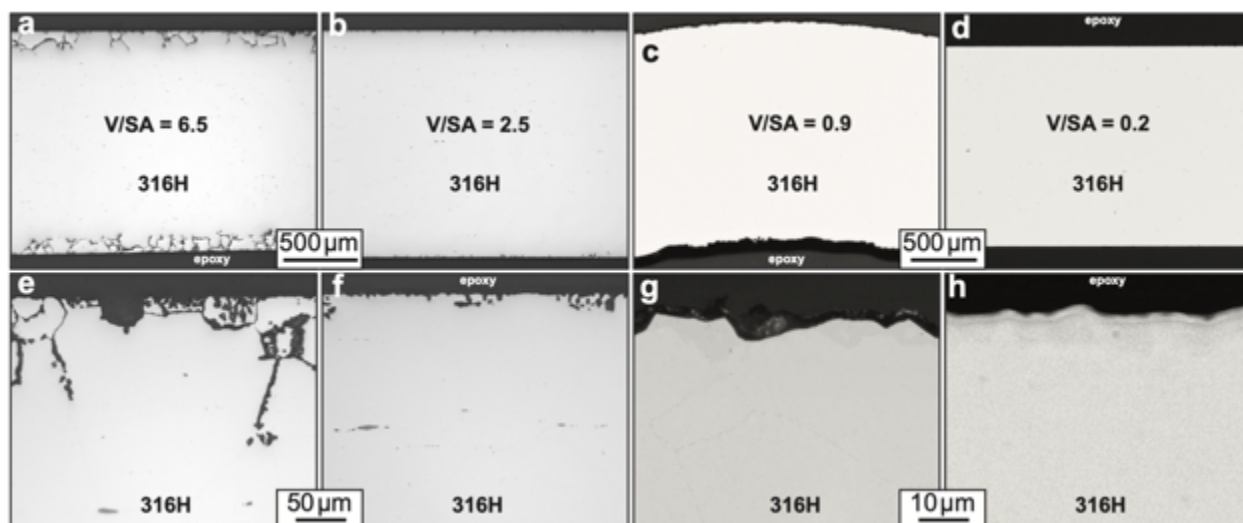 a
V/SA = 6.5
316H
500 µm
epoxy
b
V/SA = 2.5
316H
c
V/SA = 0.9
316H
500 µm
epoxy
d
epoxy
V/SA = 0.2
316H
e
316H
50 µm
f
epoxy
316H
g
316H
10 µm
h
epoxy
316H